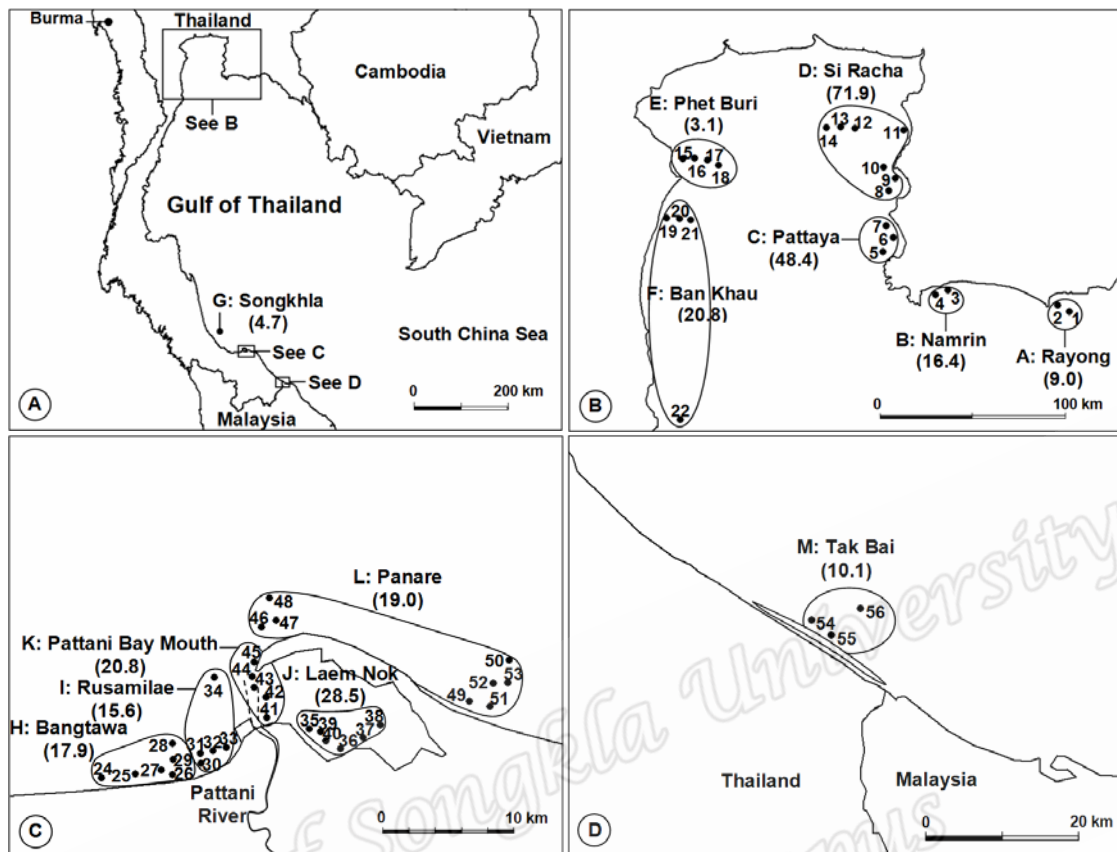 Burma
Thailand
Cambodia
See B
Vietnam
Gulf of Thailand
G: Songkhla
(4.7)
South China Sea
See C
See D
Malaysia
0 200 km
A
D: Si Racha
(71.9)
E: Phet Buri
(3.1)
13 12
14 11
15 17
16 18
10
9
8
20
19 21
7
6
5
C: Pattaya
(48.4)
F: Ban Khau
(20.8)
4 3
2 1
B: Namrin
(16.4)
A: Rayong
(9.0)
22
0 100 km
B
L: Panare
(19.0)
48
46 47
K: Pattani Bay Mouth
(20.8)
45
44 43
42
41
J: Laem Nok
(28.5)
50
52 53
49 51
I: Rusamilae
(15.6)
34
35 39 38
40 36 37
H: Bangtawa
(17.9)
28 31 32 33
29 30
24 25 27 26
Pattani
River
0 10 km
C
M: Tak Bai
(10.1)
56
54
55
Thailand Malaysia
0 20 km
D
of Songkla University